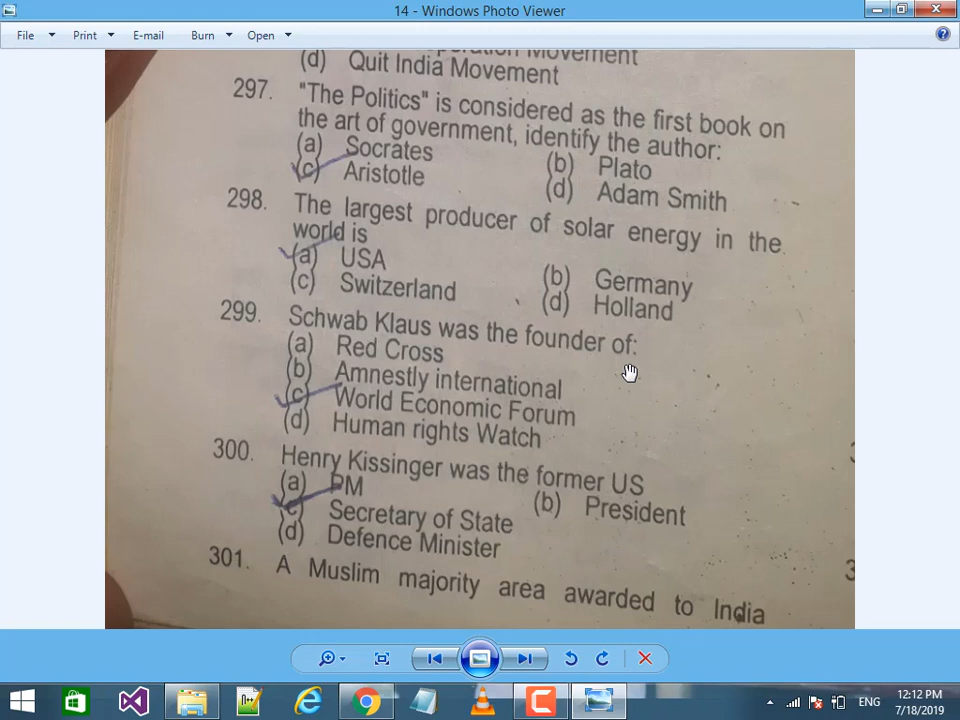 14 - Windows Photo Viewer
File Print E-mail Burn Open
(d) Quit India Movement
297. "The Politics" is considered as the first book on
the art of government, identify the author:
(a) Socrates (b) Plato
(c) Aristotle (d) Adam Smith
298. The largest producer of solar energy in the
world is
(a) USA (b) Germany
(c) Switzerland (d) Holland
299. Schwab Klaus was the founder of:
(a) Red Cross
(b) Amnestly international
(c) World Economic Forum
(d) Human rights Watch
300. Henry Kissinger was the former US
(a) PM (b) President
(c) Secretary of State
(d) Defence Minister
301. A Muslim majority area awarded to India
ENG
12:12 PM
7/18/2019